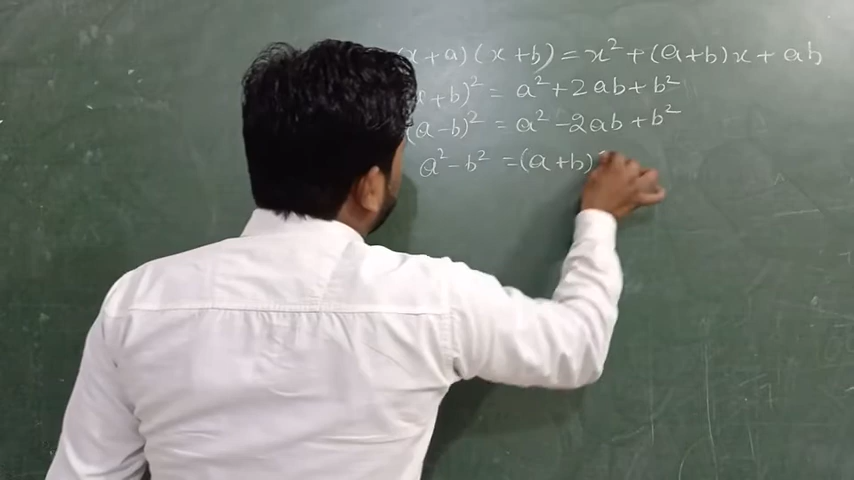 (x+a)(x+b) = x²+(a+b)x+ab
a+b)² = a²+2ab+b²
(a-b)² = a²-2ab+b²
a²-b² =(a+b)